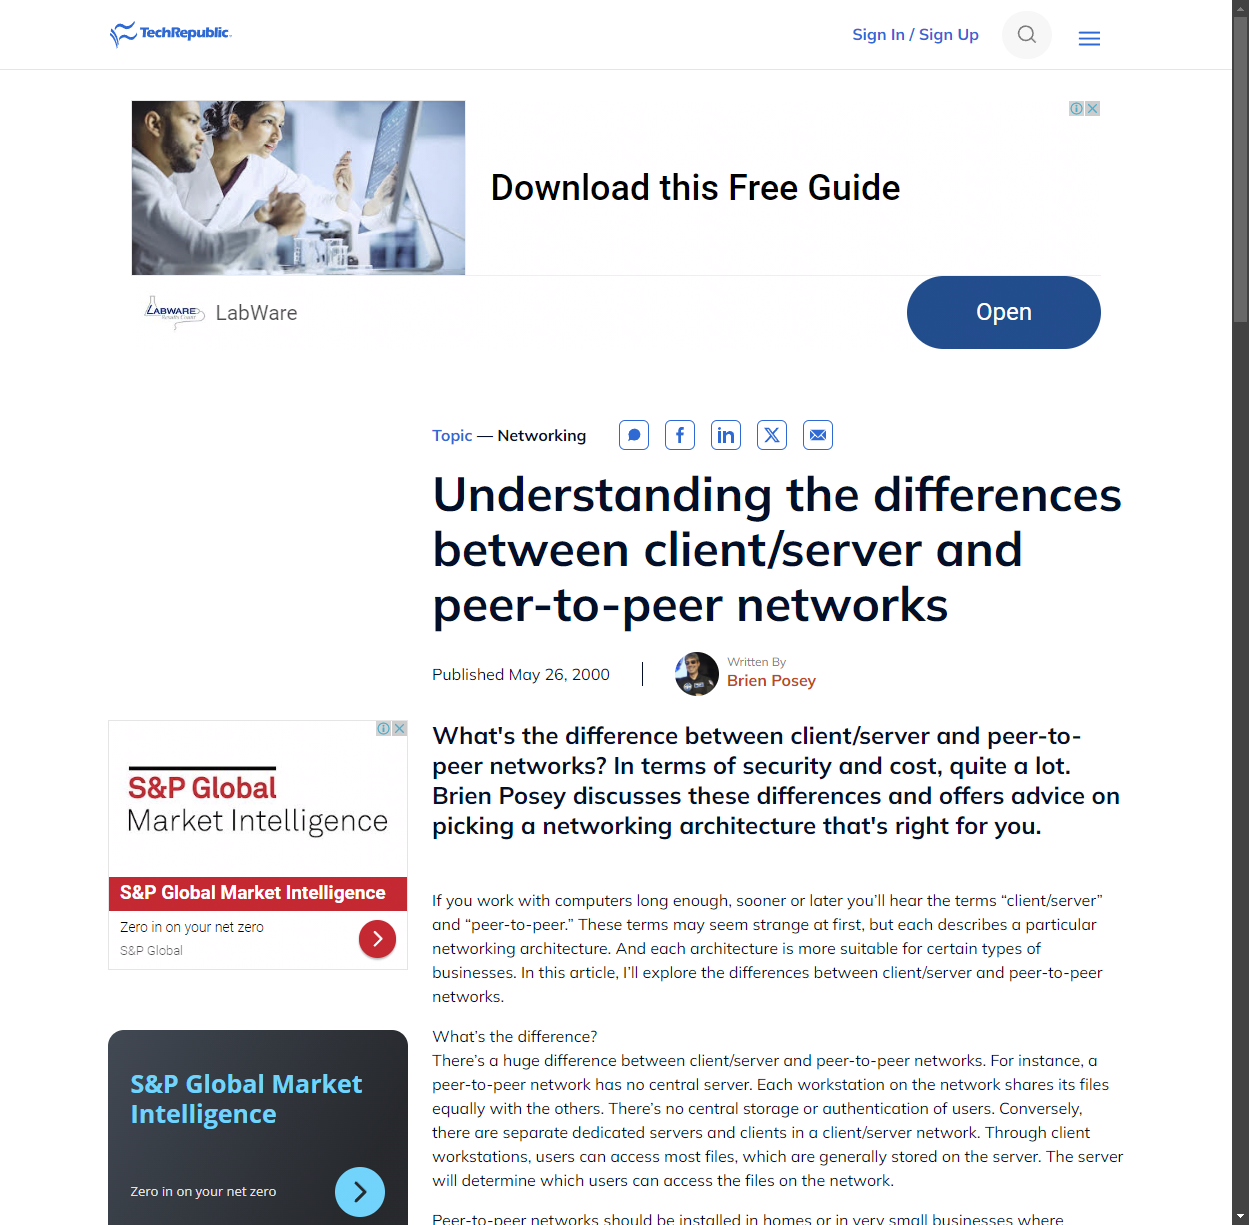 TechRepublic.
Sign In / Sign Up
Download this Free Guide
LABWARE
LabWare
Open
Topic — Networking
Understanding the differences
between client/server and
peer-to-peer networks
Published May 26, 2000
Written By
Brien Posey
S&P Global
Market Intelligence
S&P Global Market Intelligence
Zero in on your net zero
S&P Global
S&P Global Market
Intelligence
Zero in on your net zero
What's the difference between client/server and peer-to-
peer networks? In terms of security and cost, quite a lot.
Brien Posey discusses these differences and offers advice on
picking a networking architecture that's right for you.
If you work with computers long enough, sooner or later you’ll hear the terms “client/server”
and “peer-to-peer.” These terms may seem strange at first, but each describes a particular
networking architecture. And each architecture is more suitable for certain types of
businesses. In this article, I’ll explore the differences between client/server and peer-to-peer
networks.
What’s the difference?
There’s a huge difference between client/server and peer-to-peer networks. For instance, a
peer-to-peer network has no central server. Each workstation on the network shares its files
equally with the others. There’s no central storage or authentication of users. Conversely,
there are separate dedicated servers and clients in a client/server network. Through client
workstations, users can access most files, which are generally stored on the server. The server
will determine which users can access the files on the network.
Peer-to-peer networks should be installed in homes or in very small businesses where